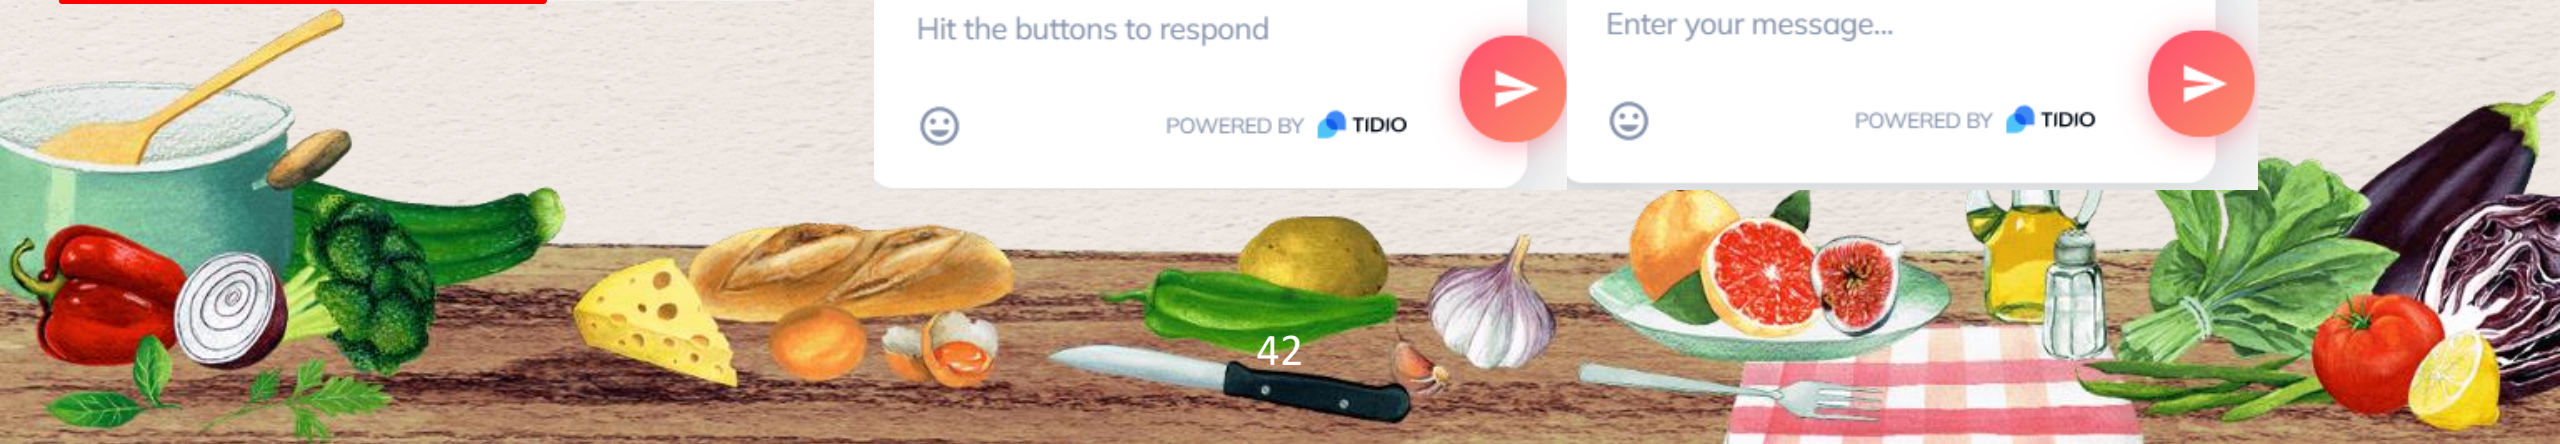 Hit the buttons to respond
POWERED BY TIDIO
Enter your message...
POWERED BY TIDIO
42